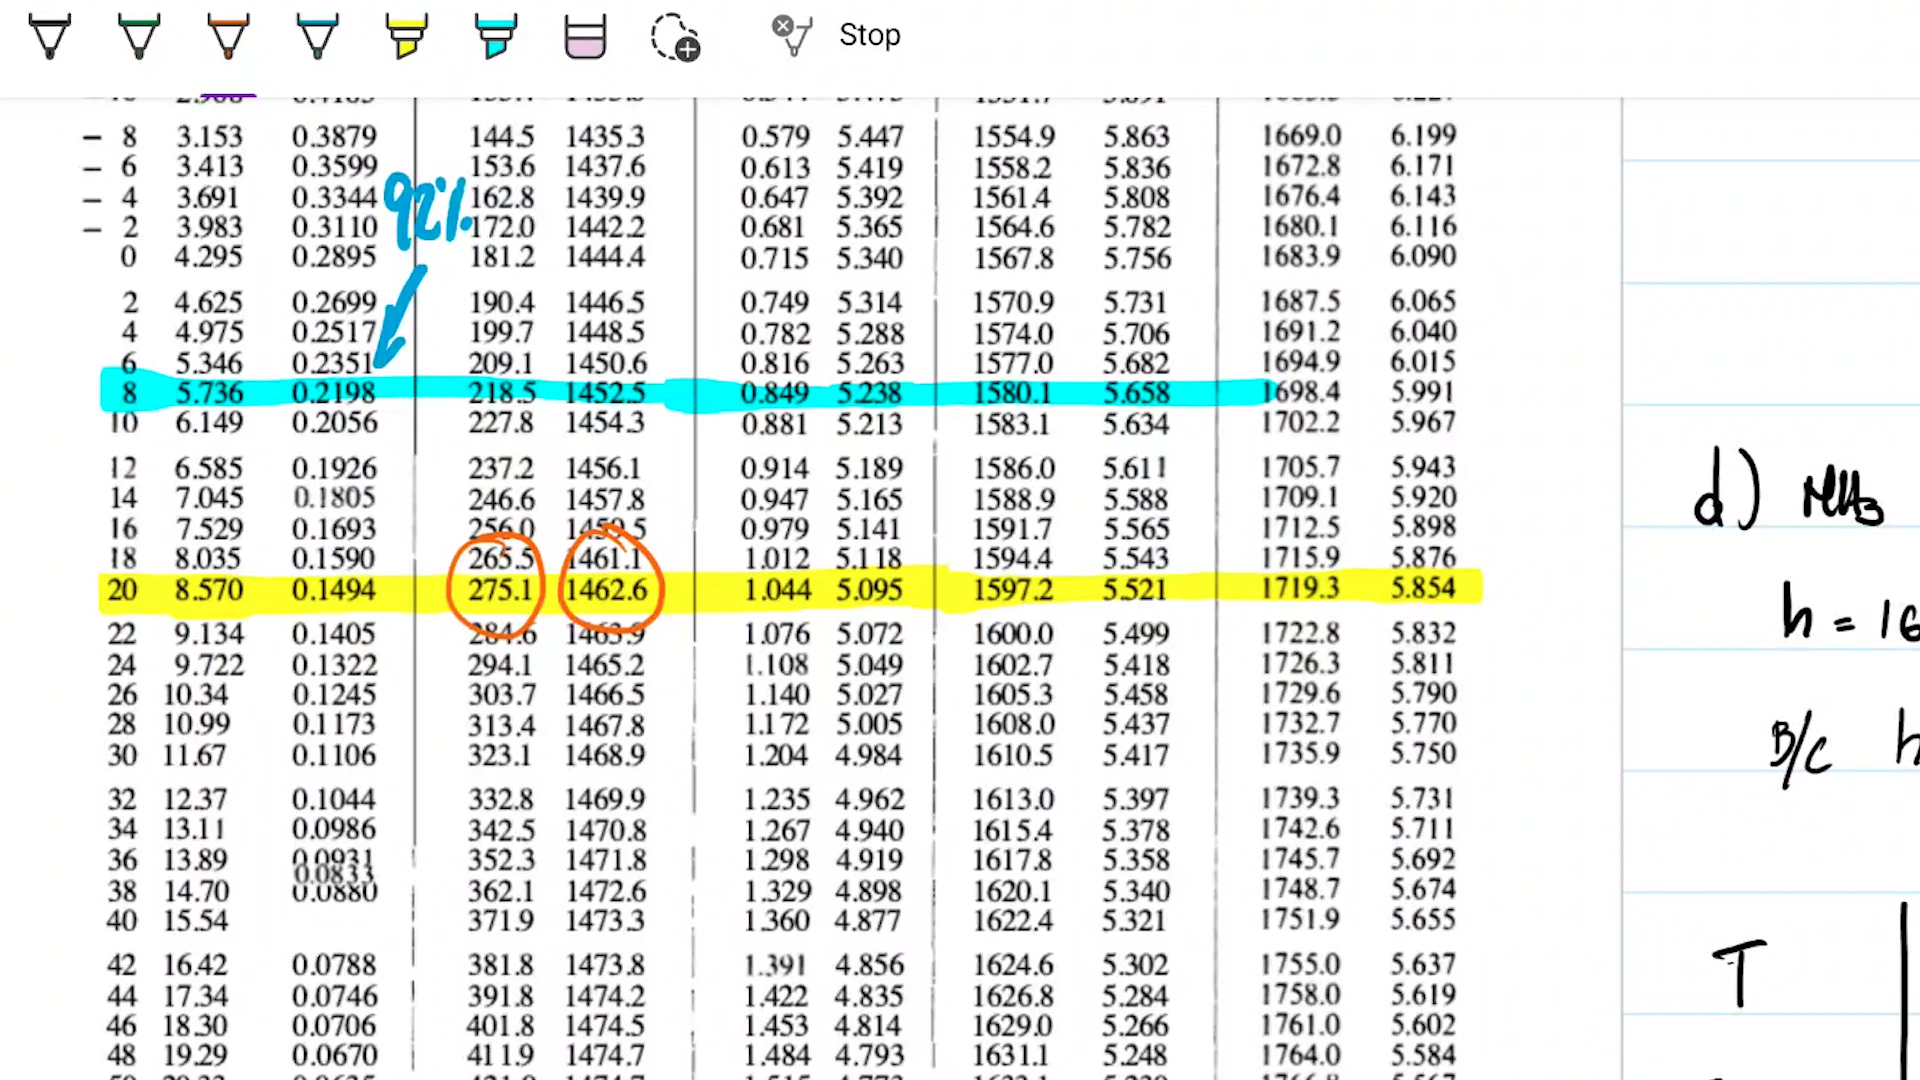 Stop
- 8 3.153 0.3879 144.5 1435.3 0.579 5.447 1554.9 5.863 1669.0 6.199
- 6 3.413 0.3599 153.6 1437.6 0.613 5.419 1558.2 5.836 1672.8 6.171
- 4 3.691 0.3344 162.8 1439.9 0.647 5.392 1561.4 5.808 1676.4 6.143
92%
- 2 3.983 0.3110 172.0 1442.2 0.681 5.365 1564.6 5.782 1680.1 6.116
0 4.295 0.2895 181.2 1444.4 0.715 5.340 1567.8 5.756 1683.9 6.090
2 4.625 0.2699 190.4 1446.5 0.749 5.314 1570.9 5.731 1687.5 6.065
4 4.975 0.2517 199.7 1448.5 0.782 5.288 1574.0 5.706 1691.2 6.040
6 5.346 0.2351 209.1 1450.6 0.816 5.263 1577.0 5.682 1694.9 6.015
8 5.736 0.2198 218.5 1452.5 0.849 5.238 1580.1 5.658 1698.4 5.991
10 6.149 0.2056 227.8 1454.3 0.881 5.213 1583.1 5.634 1702.2 5.967
12 6.585 0.1926 237.2 1456.1 0.914 5.189 1586.0 5.611 1705.7 5.943
14 7.045 0.1805 246.6 1457.8 0.947 5.165 1588.9 5.588 1709.1 5.920
16 7.529 0.1693 256.0 1459.5 0.979 5.141 1591.7 5.565 1712.5 5.898
18 8.035 0.1590 265.5 1461.1 1.012 5.118 1594.4 5.543 1715.9 5.876
20 8.570 0.1494 275.1 1462.6 1.044 5.095 1597.2 5.521 1719.3 5.854
22 9.134 0.1405 284.6 1463.9 1.076 5.072 1600.0 5.499 1722.8 5.832
24 9.722 0.1322 294.1 1465.2 1.108 5.049 1602.7 5.418 1726.3 5.811
26 10.34 0.1245 303.7 1466.5 1.140 5.027 1605.3 5.458 1729.6 5.790
28 10.99 0.1173 313.4 1467.8 1.172 5.005 1608.0 5.437 1732.7 5.770
30 11.67 0.1106 323.1 1468.9 1.204 4.984 1610.5 5.417 1735.9 5.750
32 12.37 0.1044 332.8 1469.9 1.235 4.962 1613.0 5.397 1739.3 5.731
34 13.11 0.0986 342.5 1470.8 1.267 4.940 1615.4 5.378 1742.6 5.711
36 13.89 0.0931 352.3 1471.8 1.298 4.919 1617.8 5.358 1745.7 5.692
0.0833
38 14.70 0.0880 362.1 1472.6 1.329 4.898 1620.1 5.340 1748.7 5.674
40 15.54 371.9 1473.3 1.360 4.877 1622.4 5.321 1751.9 5.655
42 16.42 0.0788 381.8 1473.8 1.391 4.856 1624.6 5.302 1755.0 5.637
44 17.34 0.0746 391.8 1474.2 1.422 4.835 1626.8 5.284 1758.0 5.619
46 18.30 0.0706 401.8 1474.5 1.453 4.814 1629.0 5.266 1761.0 5.602
48 19.29 0.0670 411.9 1474.7 1.484 4.793 1631.1 5.248 1764.0 5.584
d) NH3
h = 16
B/C h
T